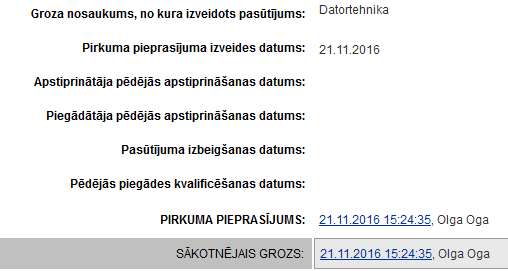 Groza nosaukums, no kura izveidots pasūtījums: Datortehnika
Pirkuma pieprasījuma izveides datums: 21.11.2016
Apstiprinātāja pēdējās apstiprināšanas datums:
Piegādātāja pēdējās apstiprināšanas datums:
Pasūtījuma izbeigšanas datums:
Pēdējās piegādes kvalificēšanas datums:
PIRKUMA PIEPRASĪJUMS: 21.11.2016 15:24:35, Olga Oga
SĀKOTNĒJAIS GROZS: 21.11.2016 15:24:35, Olga Oga